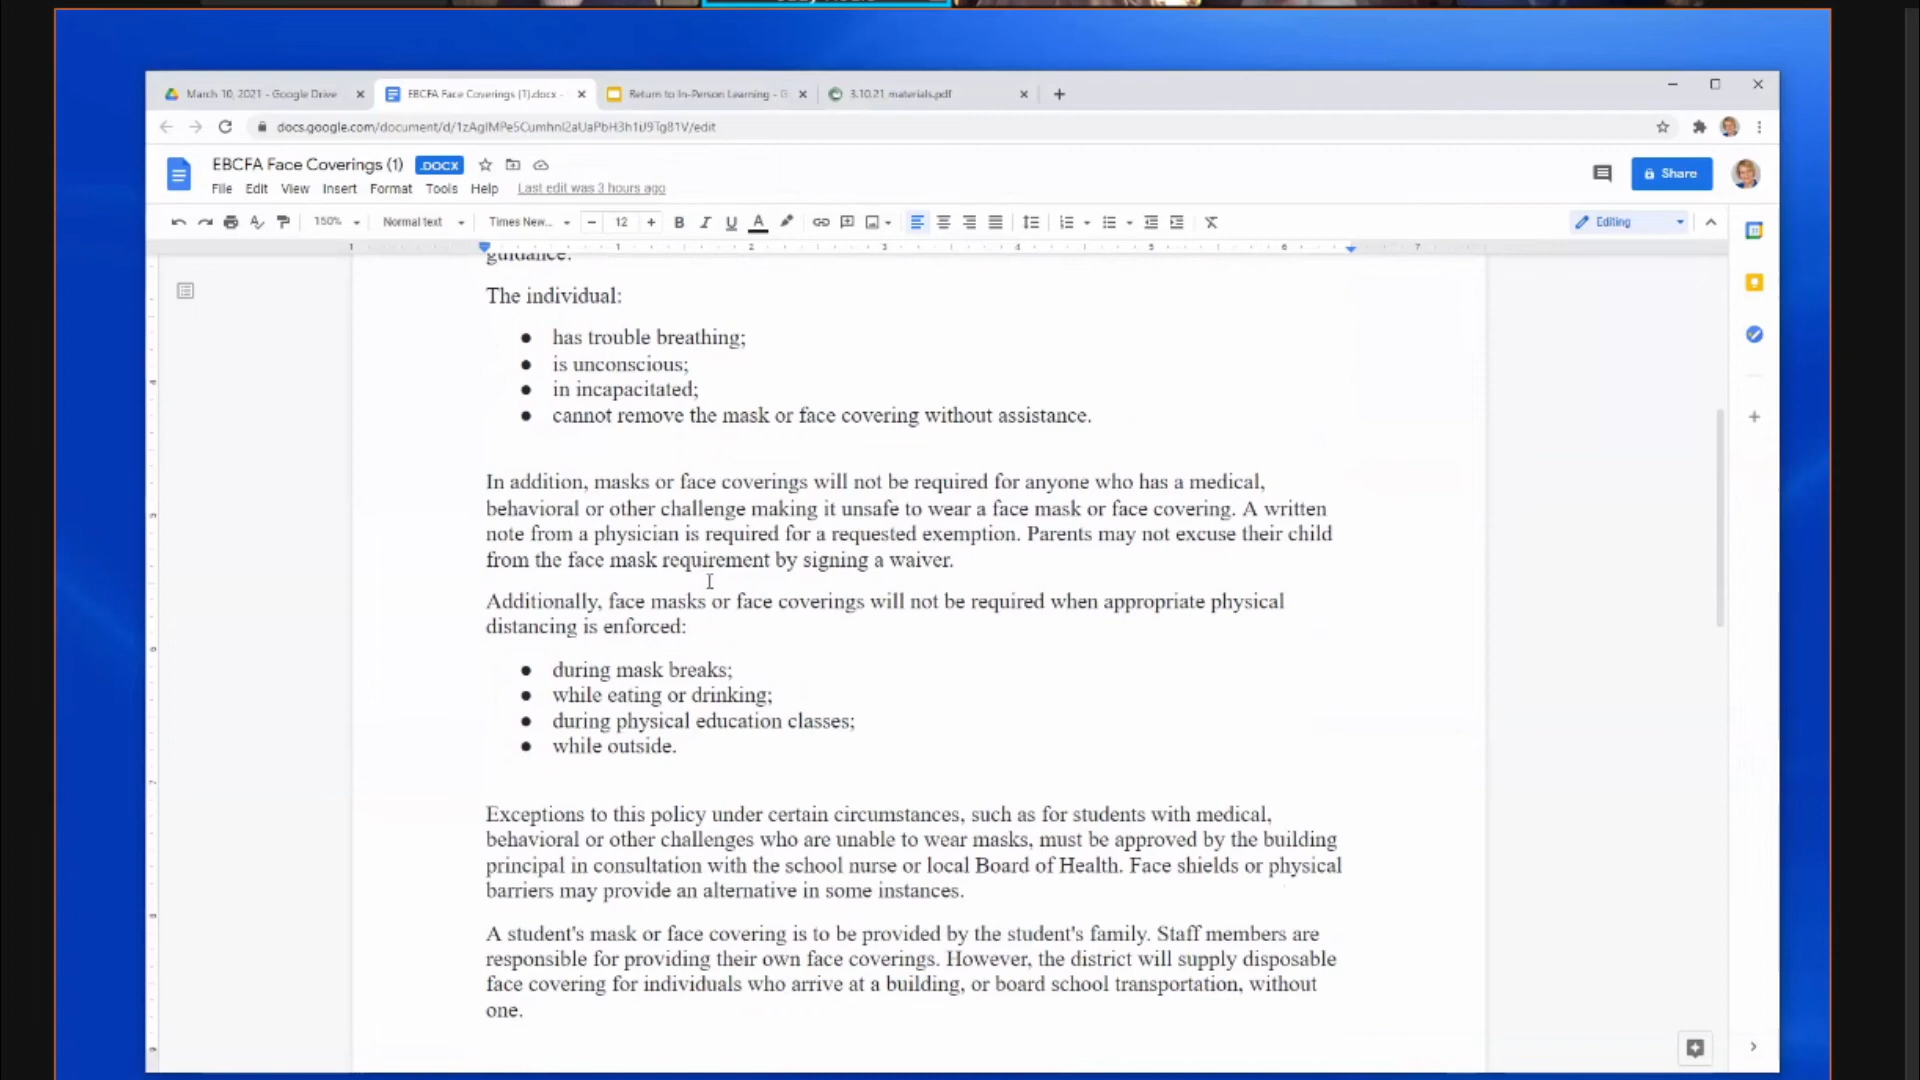 March 10, 2021 - Google Drive
EBCFA Face Coverings (1).docx -
Return to In-Person Learning - G
3.10.21 materials.pdf
docs.google.com/document/d/1zAgIMPe5Cumhnl2aUaPbH3h1iJ9Tg81V/edit
EBCFA Face Coverings (1)
.DOCX
File Edit View Insert Format Tools Help Last edit was 3 hours ago
Share
150% Normal text Times New... 12 Editing
1 1 2 3 4 5 6 7
guidance.
The individual:
● has trouble breathing;
● is unconscious;
● in incapacitated;
● cannot remove the mask or face covering without assistance.
In addition, masks or face coverings will not be required for anyone who has a medical,
behavioral or other challenge making it unsafe to wear a face mask or face covering. A written
note from a physician is required for a requested exemption. Parents may not excuse their child
from the face mask requirement by signing a waiver.
Additionally, face masks or face coverings will not be required when appropriate physical
distancing is enforced:
● during mask breaks;
● while eating or drinking;
● during physical education classes;
● while outside.
Exceptions to this policy under certain circumstances, such as for students with medical,
behavioral or other challenges who are unable to wear masks, must be approved by the building
principal in consultation with the school nurse or local Board of Health. Face shields or physical
barriers may provide an alternative in some instances.
A student's mask or face covering is to be provided by the student's family. Staff members are
responsible for providing their own face coverings. However, the district will supply disposable
face covering for individuals who arrive at a building, or board school transportation, without
one.